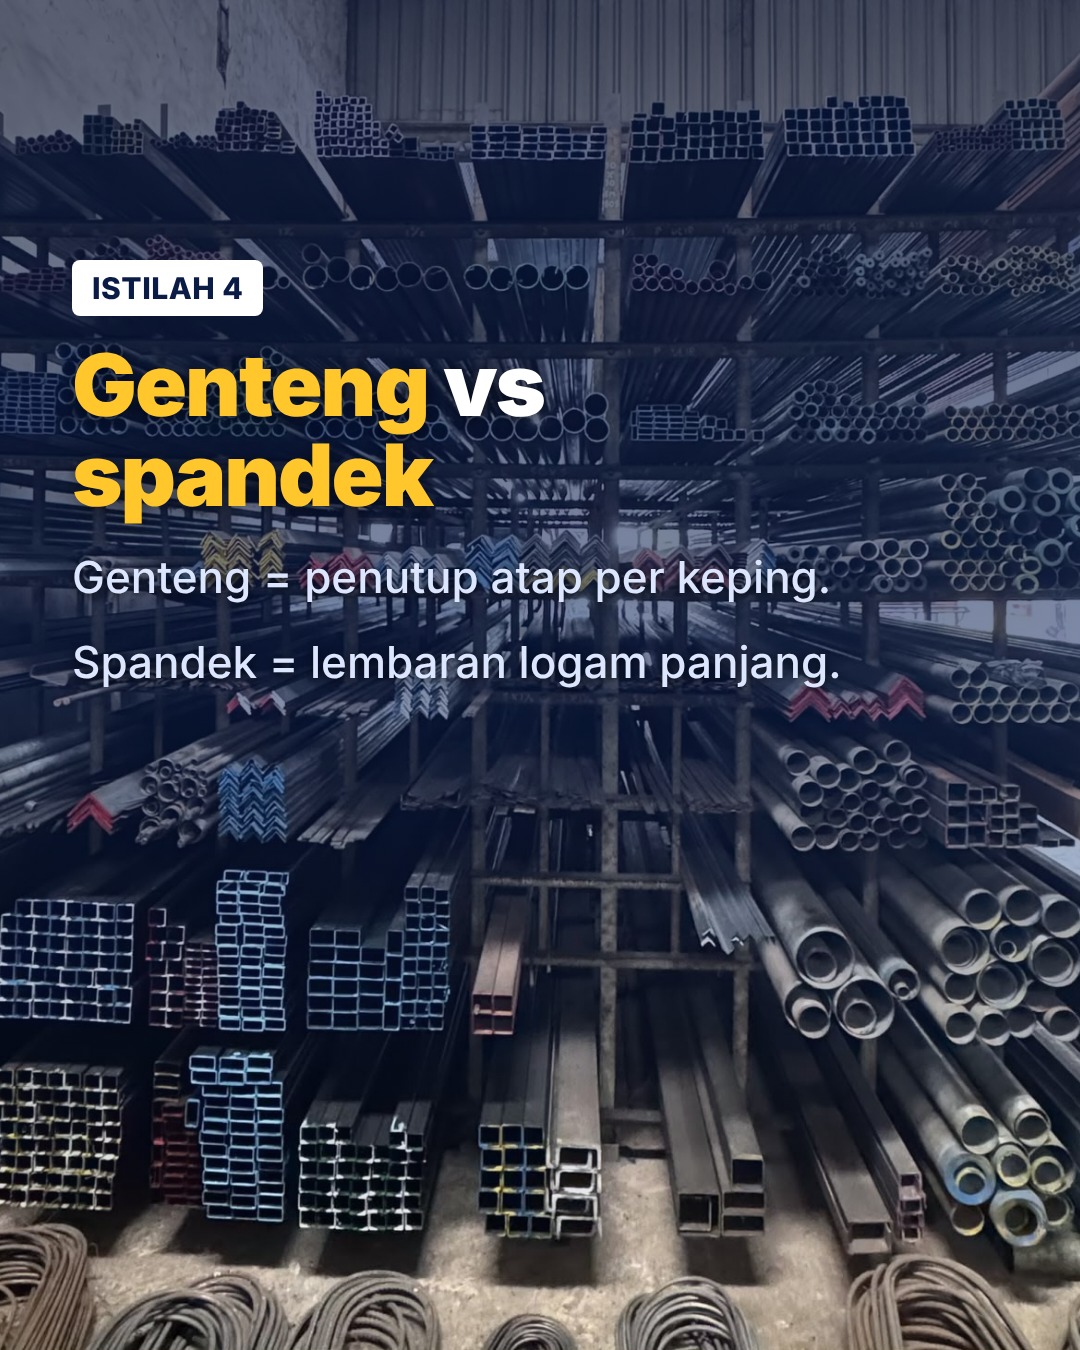 ISTILAH 4
Genteng vs
spandek
Genteng = penutup atap per keping.
Spandek = lembaran logam panjang.